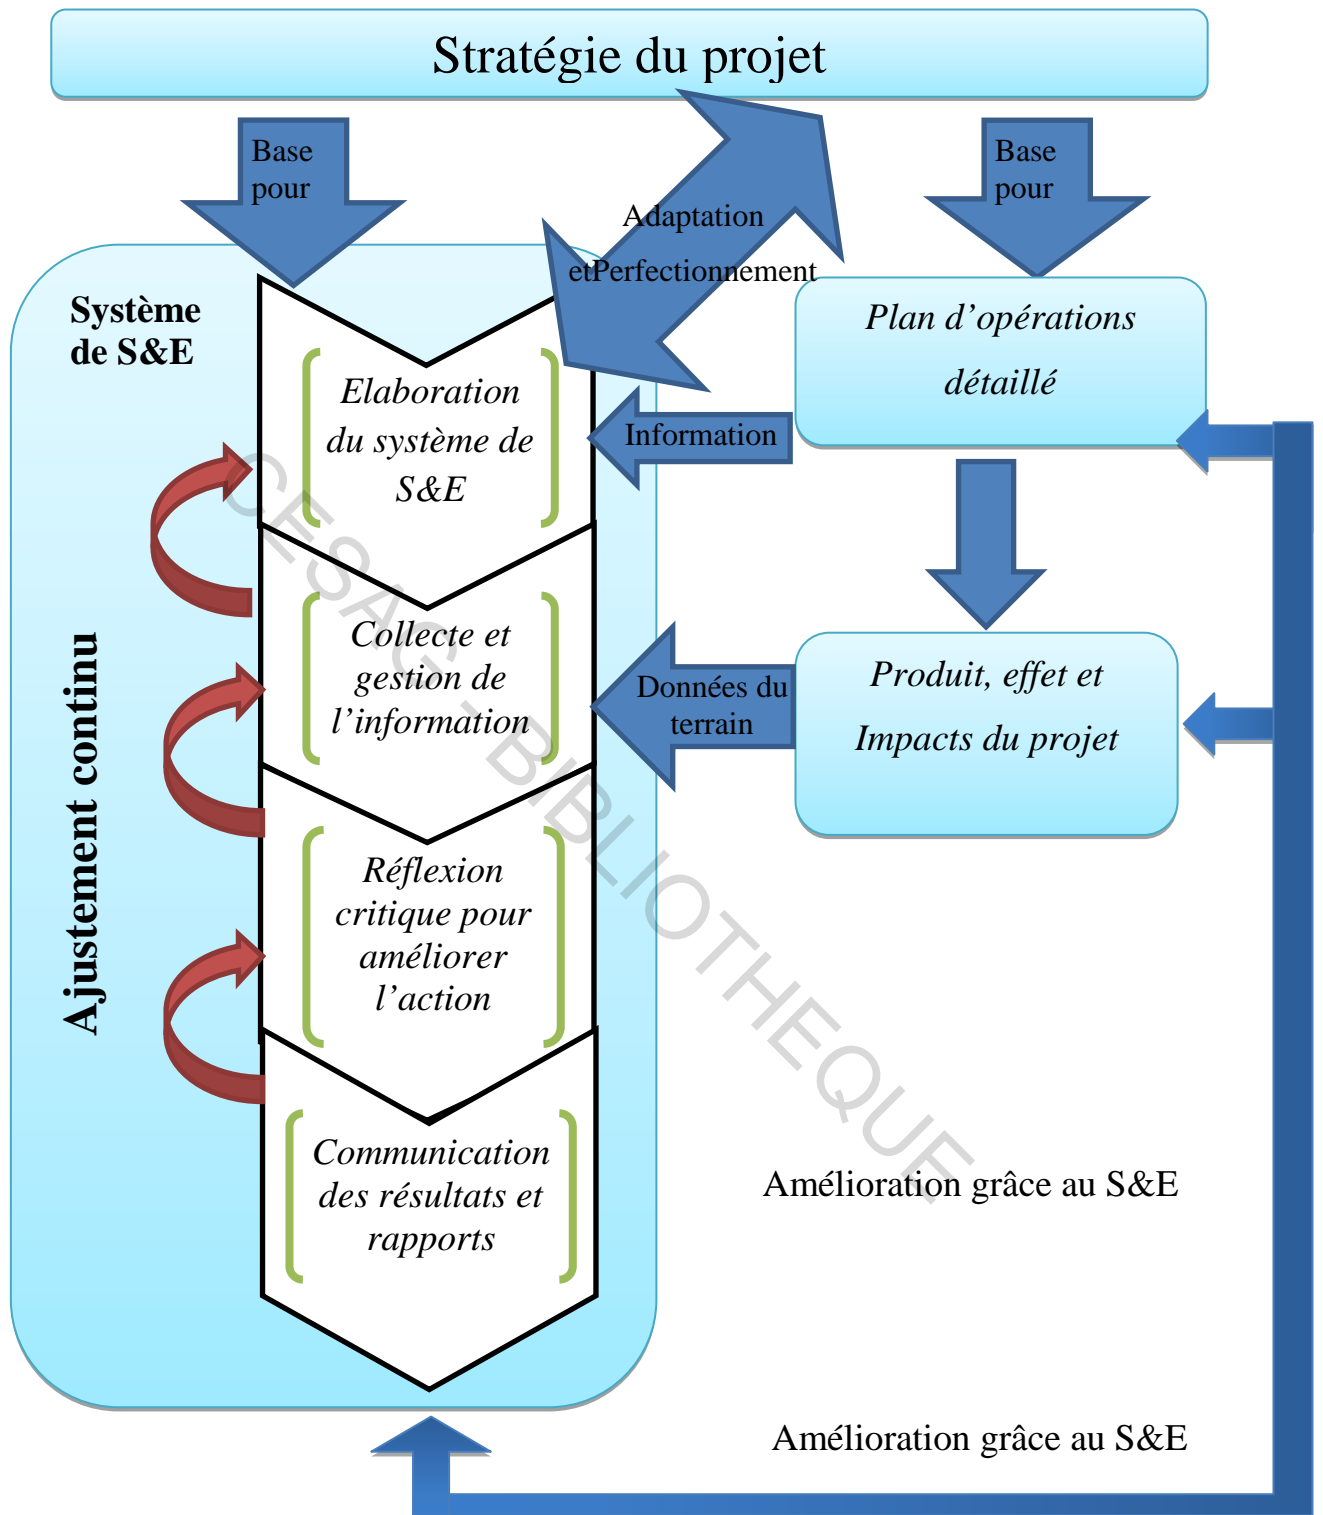 Stratégie du projet
Base
pour
Base
pour
Adaptation
etPerfectionnement
Système
de S&E
Plan d’opérations
détaillé
Elaboration
du système de
S&E
Information
Collecte et
gestion de
l’information
Données du
terrain
Produit, effet et
Impacts du projet
Ajustement continu
Réflexion
critique pour
améliorer
l’action
Communication
des résultats et
rapports
Amélioration grâce au S&E
Amélioration grâce au S&E
CESAG - BIBLIOTHEQUE